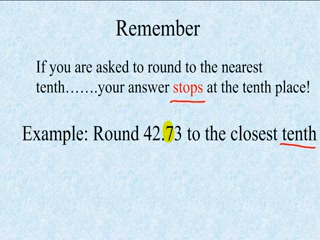 Remember
If you are asked to round to the nearest
tenth…….your answer stops at the tenth place!
Example: Round 42.73 to the closest tenth